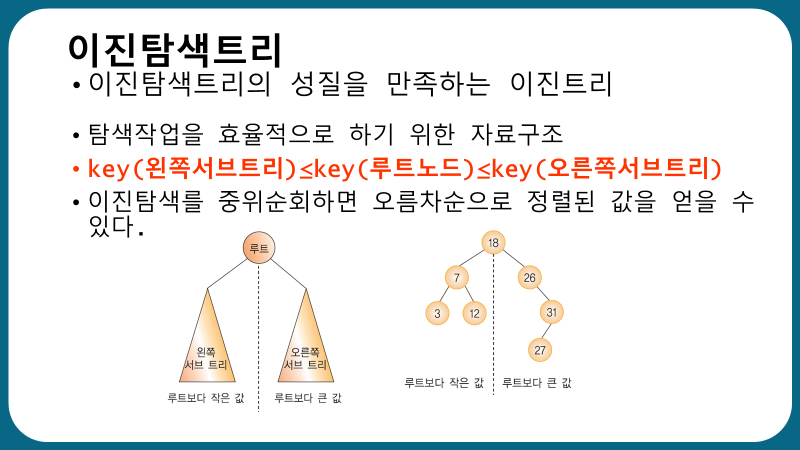 이진탐색트리
• 이진탐색트리의 성질을 만족하는 이진트리
• 탐색작업을 효율적으로 하기 위한 자료구조
• key(왼쪽서브트리)≤key(루트노드)≤key(오른쪽서브트리)
• 이진탐색를 중위순회하면 오름차순으로 정렬된 값을 얻을 수
있다.
루트
왼쪽
서브 트리
오른쪽
서브 트리
루트보다 작은 값
루트보다 큰 값
18
7
26
3
12
31
27
루트보다 작은 값
루트보다 큰 값